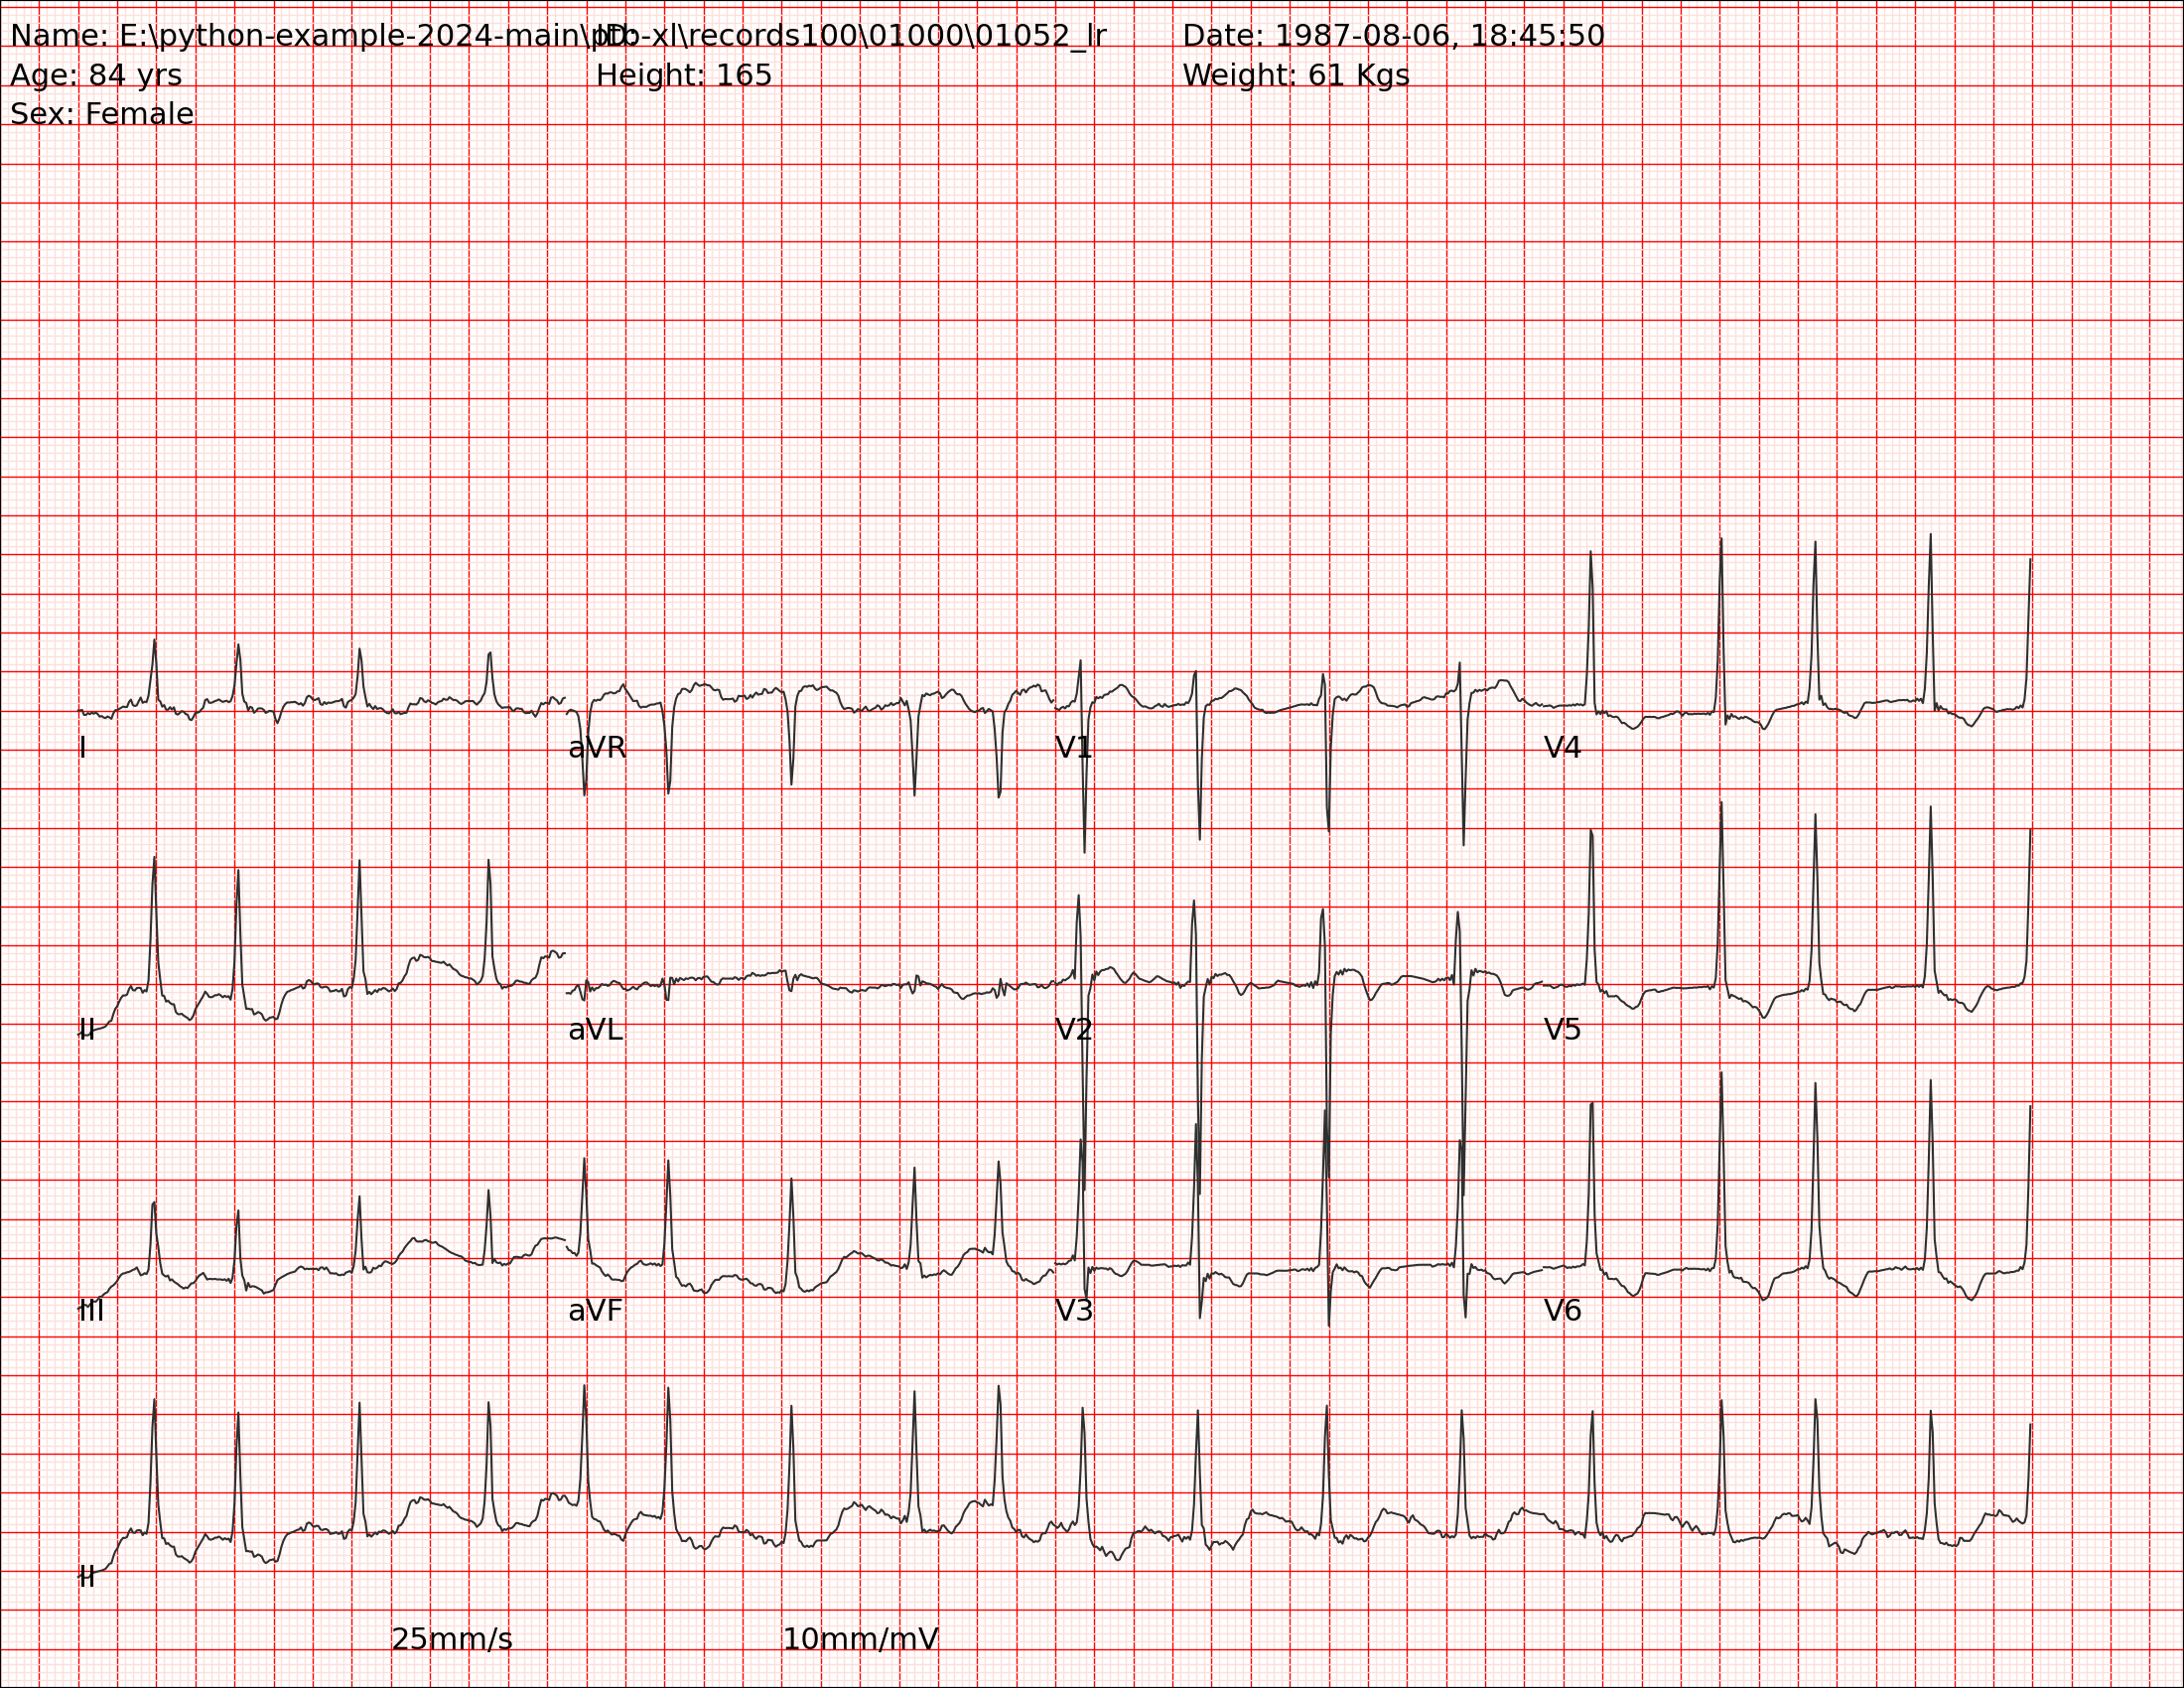 Name: E:\python-example-2024-main\ptb-xl\records100\01000\01052_lr ID: Date: 1987-08-06, 18:45:50
Age: 84 yrs Height: 165 Weight: 61 Kgs
Sex: Female
I aVR V1 V4
II aVL V2 V5
III aVF V3 V6
II
25mm/s 10mm/mV